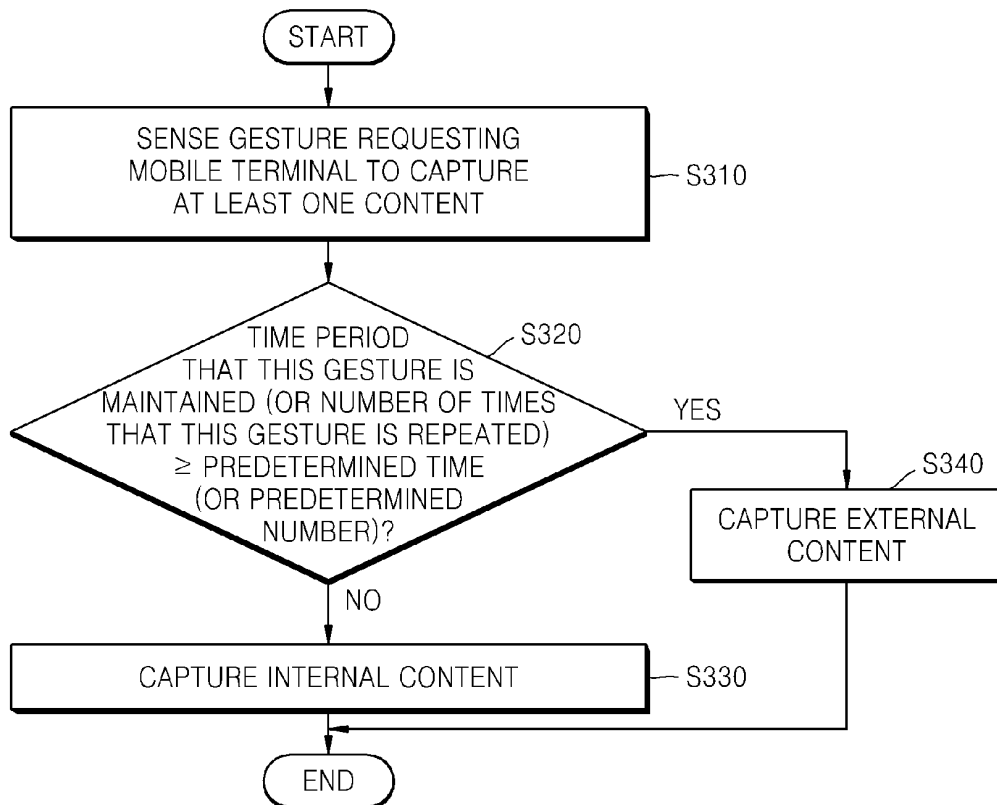 START
SENSE GESTURE REQUESTING
MOBILE TERMINAL TO CAPTURE
AT LEAST ONE CONTENT
S310
TIME PERIOD
THAT THIS GESTURE IS
MAINTAINED (OR NUMBER OF TIMES
THAT THIS GESTURE IS REPEATED)
≥ PREDETERMINED TIME
(OR PREDETERMINED
NUMBER)?
S320
YES
S340
CAPTURE EXTERNAL
CONTENT
NO
CAPTURE INTERNAL CONTENT
S330
END